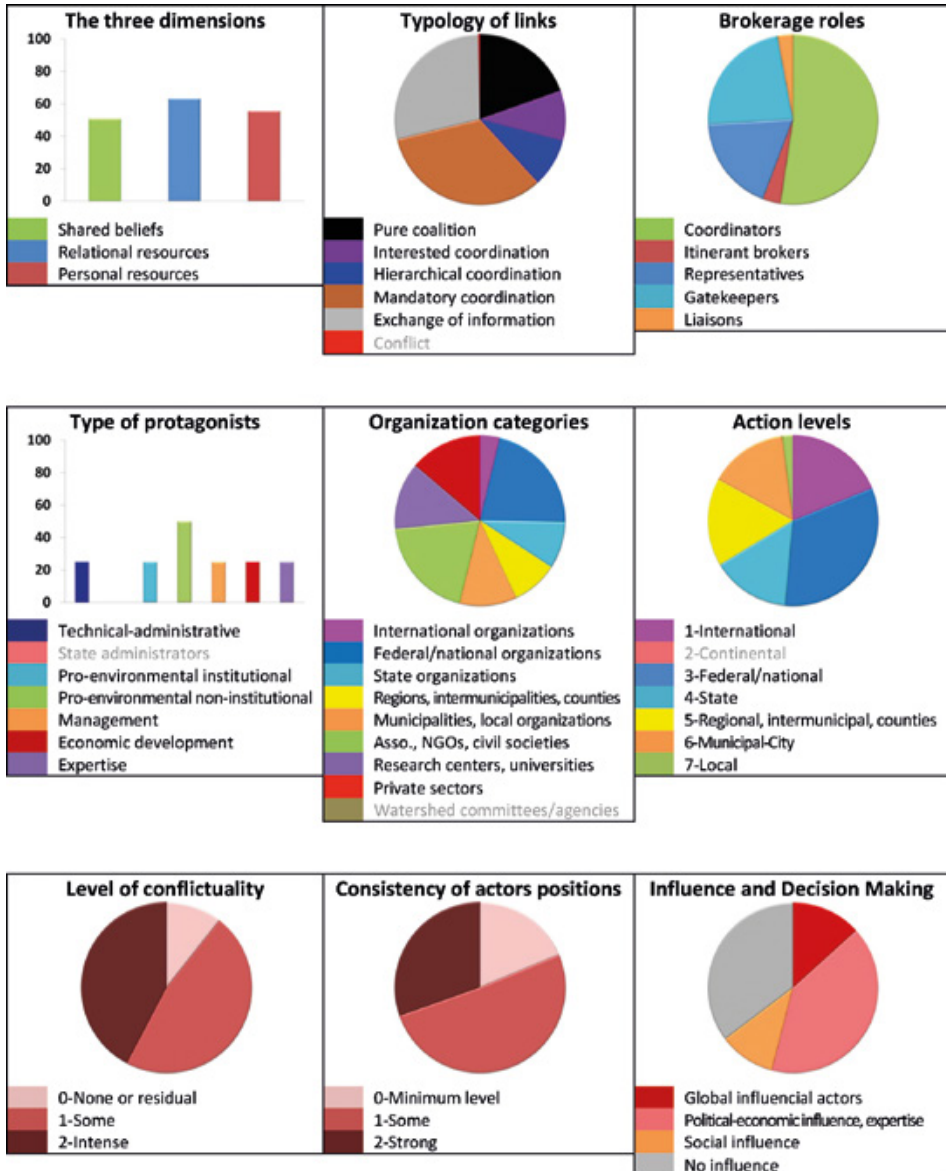 The three dimensions
100
80
60
40
20
0
Shared beliefs
Relational resources
Personal resources
Typology of links
Pure coalition
Interested coordination
Hierarchical coordination
Mandatory coordination
Exchange of information
Conflict
Brokerage roles
Coordinators
Itinerant brokers
Representatives
Gatekeepers
Liaisons
Type of protagonists
100
80
60
40
20
0
Technical-administrative
State administrators
Pro-environmental institutional
Pro-environmental non-institutional
Management
Economic development
Expertise
Organization categories
International organizations
Federal/national organizations
State organizations
Regions, intermunicipalities, counties
Municipalities, local organizations
Asso., NGOs, civil societies
Research centers, universities
Private sectors
Watershed committees/agencies
Action levels
1-International
2-Continental
3-Federal/national
4-State
5-Regional, intermunicipal, counties
6-Municipal-City
7-Local
Level of conflictuality
0-None or residual
1-Some
2-Intense
Consistency of actors positions
0-Minimum level
1-Some
2-Strong
Influence and Decision Making
Global influencial actors
Political-economic influence, expertise
Social influence
No influence